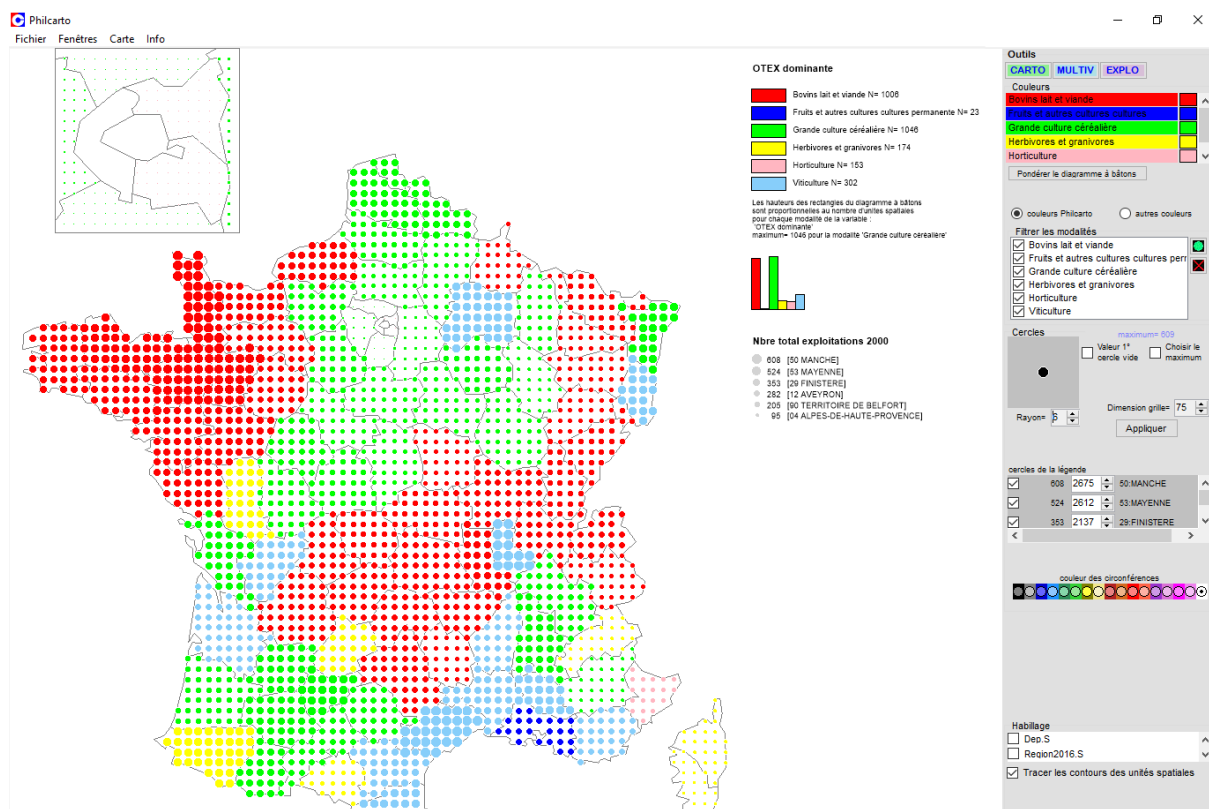 Philcarto
Fichier Fenêtres Carte Info
OTEX dominante
Bovins lait et viande N= 1006
Fruits et autres cultures cultures permanente N= 23
Grande culture céréalière N= 1046
Herbivores et granivores N= 174
Horticulture N= 153
Viticulture N= 302
Les hauteurs des rectangles du diagramme à bâtons
sont proportionnelles au nombre d'unites spatiales
pour chaque modalité de la variable :
'OTEX dominante'
maximum= 1046 pour la modalité 'Grande culture céréalière'
Nbre total exploitations 2000
608 [50 MANCHE]
524 [53 MAYENNE]
353 [29 FINISTERE]
282 [12 AVEYRON]
205 [90 TERRITOIRE DE BELFORT]
95 [04 ALPES-DE-HAUTE-PROVENCE]
Outils
CARTO MULTIV EXPLO
Couleurs
Bovins lait et viande
Fruits et autres cultures cultures
Grande culture céréalière
Herbivores et granivores
Horticulture
Pondérer le diagramme à bâtons
couleurs Philcarto autres couleurs
Filtrer les modalités
Bovins lait et viande
Fruits et autres cultures cultures perr
Grande culture céréalière
Herbivores et granivores
Horticulture
Viticulture
Cercles
maximum= 609
Valeur 1°
cercle vide
Choisir le
maximum
Rayon= 5
Dimension grille= 75
Appliquer
cercles de la légende
608 2675 50:MANCHE
524 2612 53:MAYENNE
353 2137 29:FINISTERE
couleur des circonférences
Habillage
Dep.S
Region2016.S
Tracer les contours des unités spatiales